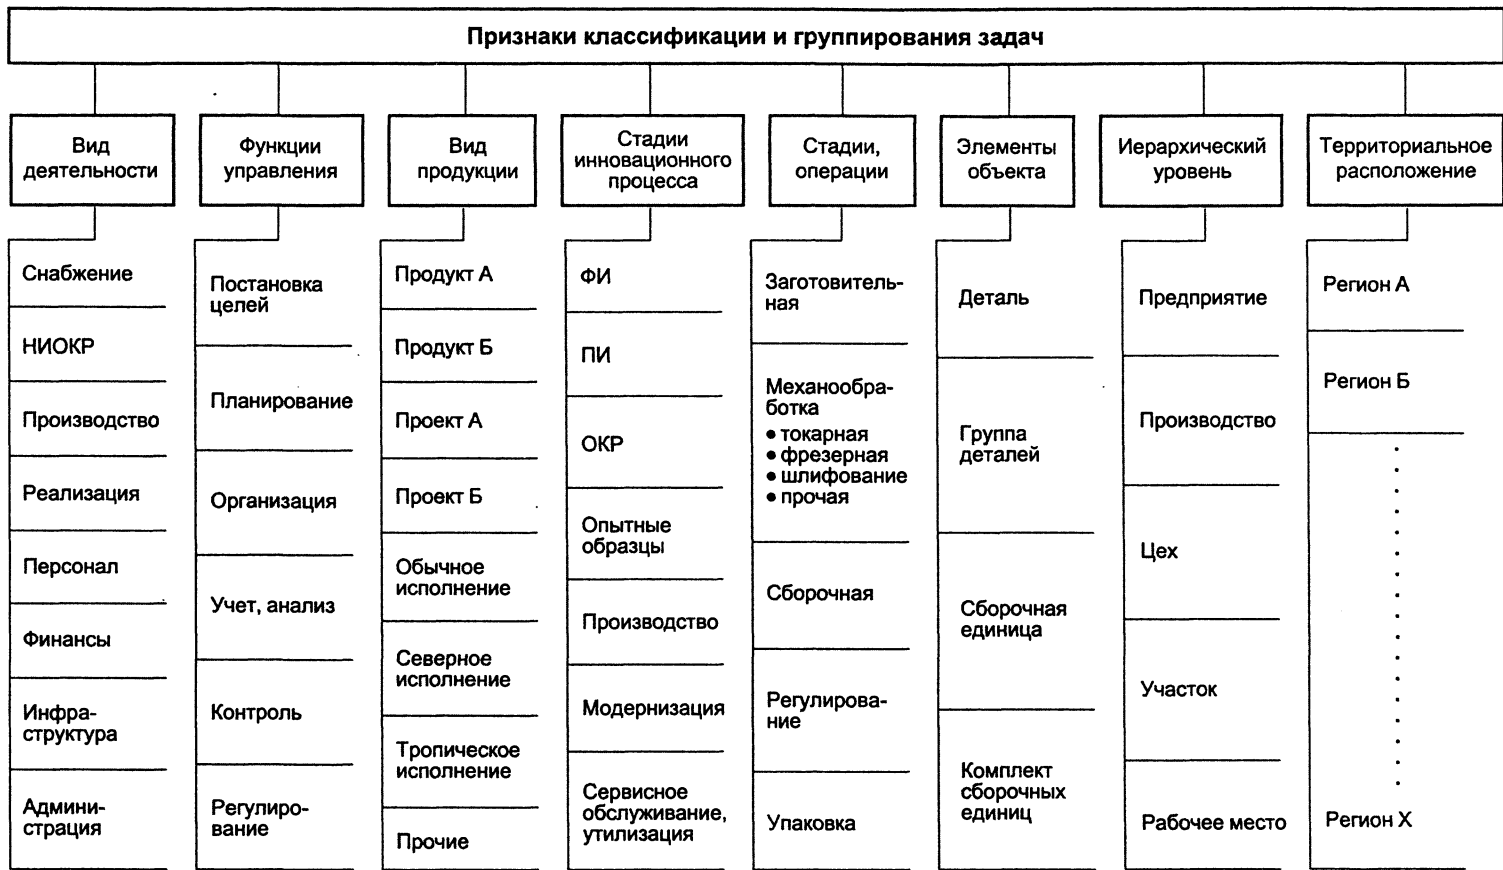 Признаки классификации и группирования задач
Вид
деятельности
Снабжение
НИОКР
Производство
Реализация
Персонал
Финансы
Инфра-
структура
Админи-
страция
Функции
управления
Постановка
целей
Планирование
Организация
Учет, анализ
Контроль
Регулиро-
вание
Вид
продукции
Продукт А
Продукт Б
Проект А
Проект Б
Обычное
исполнение
Северное
исполнение
Тропическое
исполнение
Прочие
Стадии
инновационного
процесса
ФИ
ПИ
ОКР
Опытные
образцы
Производство
Модернизация
Сервисное
обслуживание,
утилизация
Стадии,
операции
Заготовитель-
ная
Механообра-
ботка
• токарная
• фрезерная
• шлифование
• прочая
Сборочная
Регулирова-
ние
Упаковка
Элементы
объекта
Деталь
Группа
деталей
Сборочная
единица
Комплект
сборочных
единиц
Иерархический
уровень
Предприятие
Производство
Цех
Участок
Рабочее место
Территориальное
расположение
Регион А
Регион Б
Регион Х